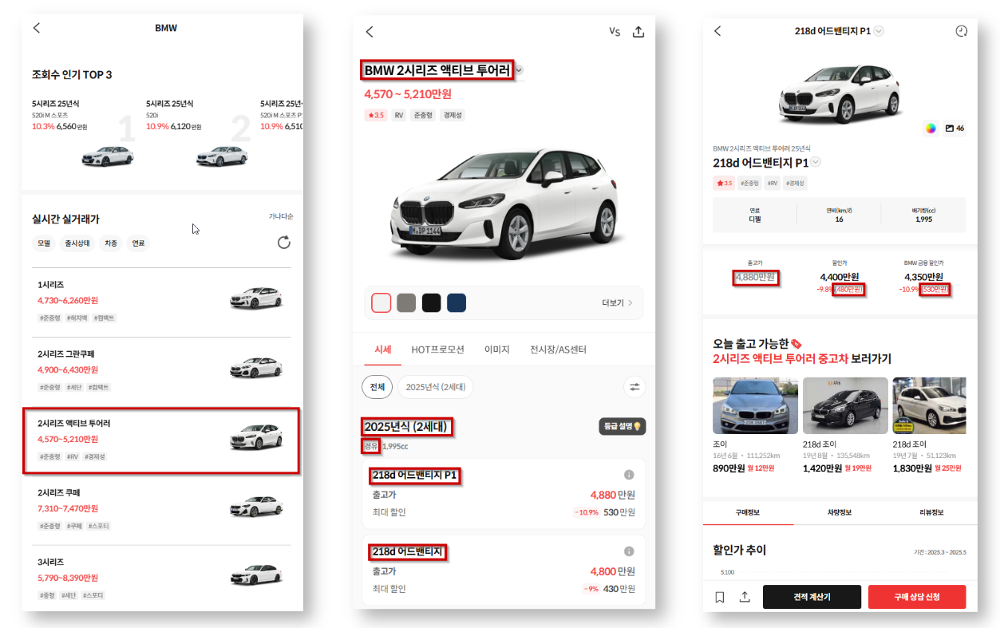 BMW
조회수 인기 TOP 3
5시리즈 25년식
520i M 스포츠
10.3% 6,560만원
1
5시리즈 25년식
520i
10.9% 6,120만원
2
5시리즈 25년
520i M 스포츠 P
10.9% 6,510
실시간 실거래가
가나다순
모델 출시상태 차종 연료
1시리즈
4,730~6,260만원
#준중형 #해치백 #컴팩트
2시리즈 그란쿠페
4,900~6,430만원
#준중형 #세단 #컴팩트
2시리즈 액티브 투어러
4,570~5,210만원
#준중형 #RV #경제성
2시리즈 쿠페
7,310~7,470만원
#준중형 #쿠페 #스포티
3시리즈
5,790~8,390만원
#중형 #세단 #스포티
VS
BMW 2시리즈 액티브 투어러
4,570 ~ 5,210만원
★3.5 RV 준중형 경제성
M·DP 1144
더보기 >
시세 HOT프로모션 이미지 전시장/AS센터
전체 2025년식 (2세대)
2025년식 (2세대)
등급 설명
경유 1,995cc
218d 어드밴티지 P1
출고가 4,880 만원
최대 할인 -10.9% 530 만원
218d 어드밴티지
출고가 4,800 만원
최대 할인 -9% 430 만원
218d 어드밴티지 P1
46
BMW 2시리즈 액티브 투어러 25년식
218d 어드밴티지 P1
★3.5 #준중형 #RV #경제성
연료 연비(km/ℓ) 배기량(cc)
디젤 16 1,995
출고가 할인가 BMW 금융 할인가
4,880만원 4,400만원 4,350만원
-9.8% (480만원) -10.9% (530만원)
오늘 출고 가능한
2시리즈 액티브 투어러 중고차 보러가기
조이
16년 6월 • 111,252km
890만원 월 12만원
218d 조이
19년 8월 • 135,548km
1,420만원 월 19만원
218d 조이
19년 7월 • 51,123km
1,830만원 월 25만원
구매정보 차량정보 리뷰정보
할인가 추이
기간 : 2025.3 ~ 2025.5
5,100
견적 계산기
구매 상담 신청